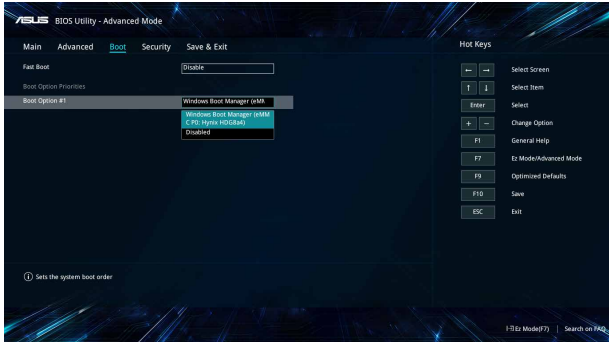 ASUS BIOS Utility - Advanced Mode
Main Advanced Boot Security Save & Exit
Hot Keys
Fast Boot Disable
Boot Option Priorities
Boot Option #1 Windows Boot Manager (eMM
Windows Boot Manager (eMM
C P0: Hynix HDG8a4)
Disabled
← → Select Screen
↑ ↓ Select Item
Enter Select
+ − Change Option
F1 General Help
F7 Ez Mode/Advanced Mode
F9 Optimized Defaults
F10 Save
ESC Exit
Sets the system boot order
Ez Mode(F7) | Search on FAQ